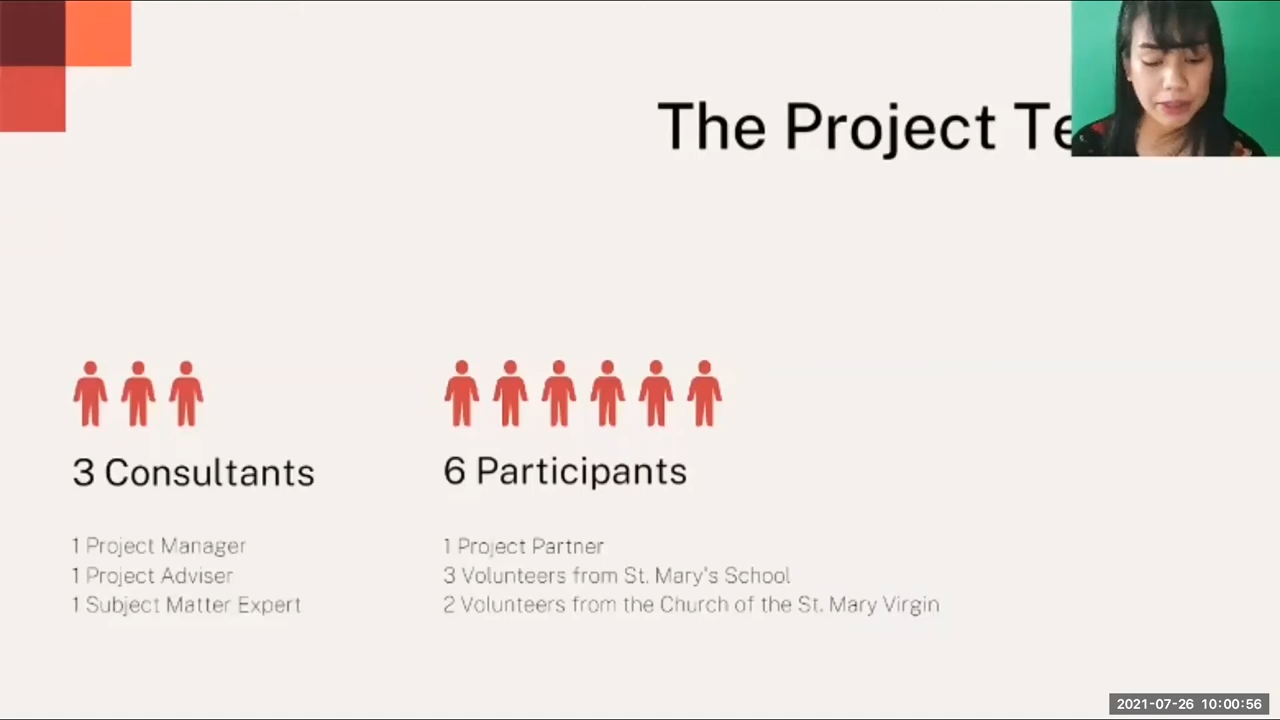 The Project Te
3 Consultants
1 Project Manager
1 Project Adviser
1 Subject Matter Expert
6 Participants
1 Project Partner
3 Volunteers from St. Mary's School
2 Volunteers from the Church of the St. Mary Virgin
2021-07-26 10:00:56